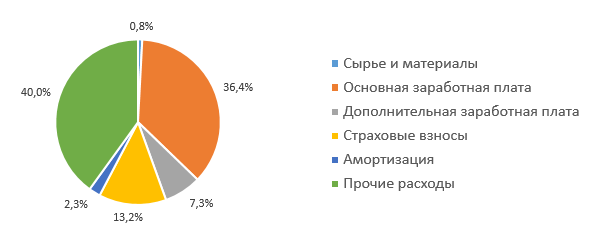 0,8%
36,4%
7,3%
13,2%
2,3%
40,0%
Сырье и материалы
Основная заработная плата
Дополнительная заработная плата
Страховые взносы
Амортизация
Прочие расходы